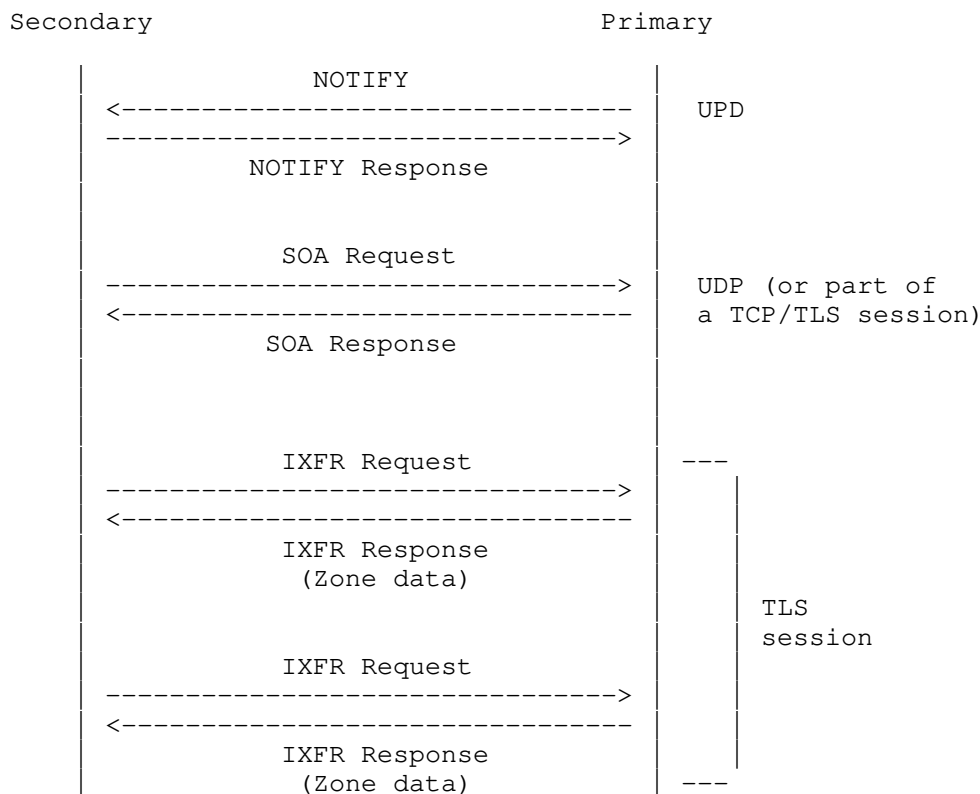 Secondary Primary
NOTIFY
UPD
NOTIFY Response
SOA Request
UDP (or part of
a TCP/TLS session)
SOA Response
IXFR Request
IXFR Response
(Zone data)
TLS
session
IXFR Request
IXFR Response
(Zone data)